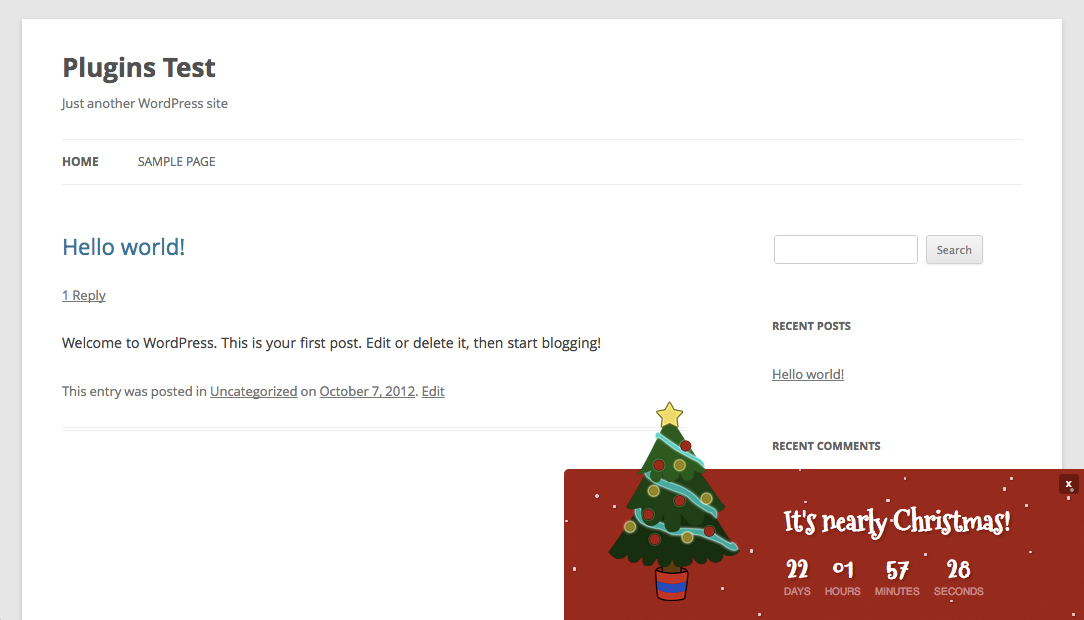 Plugins Test
Just another WordPress site
HOME SAMPLE PAGE
Hello world!
1 Reply
Welcome to WordPress. This is your first post. Edit or delete it, then start blogging!
This entry was posted in Uncategorized on October 7, 2012. Edit
Search
RECENT POSTS
Hello world!
RECENT COMMENTS
x
It's nearly Christmas!
22 01 57 28
DAYS HOURS MINUTES SECONDS